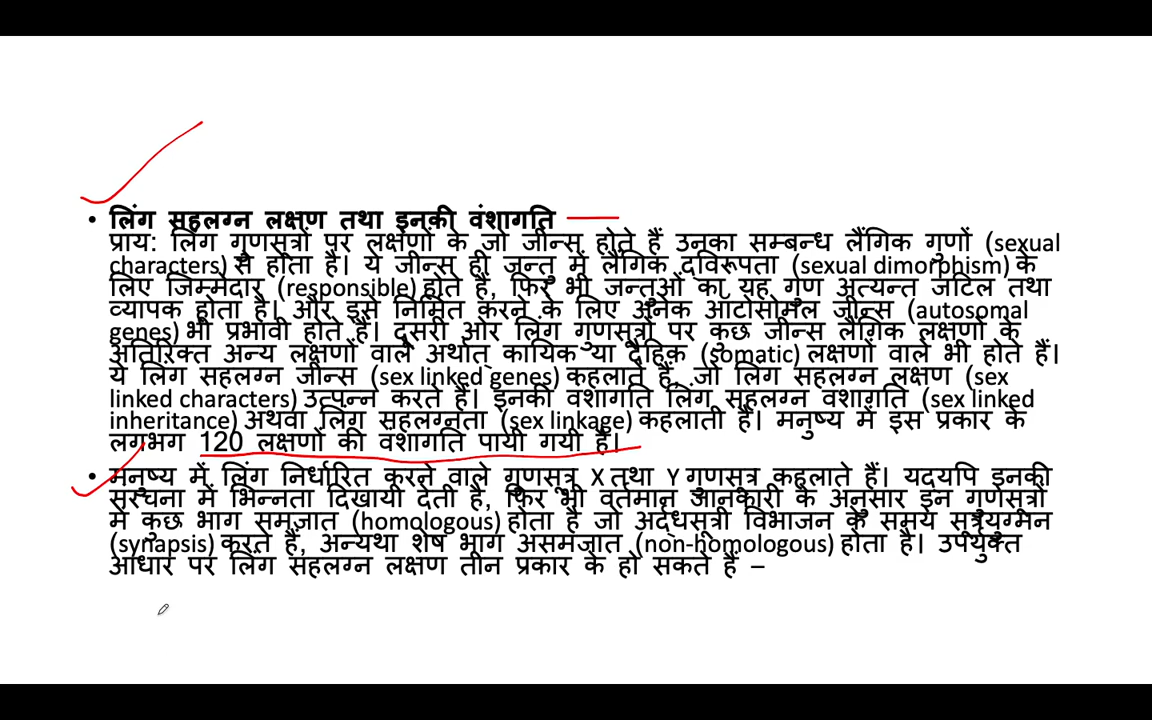 • लिंग सहलग्न लक्षण तथा इनकी वंशागति
प्राय: लिंग गुणसूत्रों पर लक्षणों के जो जीन्स होते हैं उनका सम्बन्ध लैंगिक गुणों (sexual
characters) से होता है। ये जीन्स ही जन्तु में लैंगिक द्विरूपता (sexual dimorphism) के
लिए जिम्मेदार (responsible) होते हैं, फिर भी जन्तुओं का यह गुण अत्यन्त जटिल तथा
व्यापक होता है। और इसे निर्मित करने के लिए अनेक ऑटोसोमल जीन्स (autosomal
genes) भी प्रभावी होते हैं। दूसरी ओर लिंग गुणसूत्रों पर कुछ जीन्स लैंगिक लक्षणों के
अतिरिक्त अन्य लक्षणों वाले अर्थात् कायिक या दैहिक (somatic) लक्षणों वाले भी होते हैं।
ये लिंग सहलग्न जीन्स (sex linked genes) कहलाते हैं, जो लिंग सहलग्न लक्षण (sex
linked characters) उत्पन्न करते हैं। इनकी वंशागति लिंग सहलग्न वंशागति (sex linked
inheritance) अथवा लिंग सहलग्नता (sex linkage) कहलाती है। मनुष्य में इस प्रकार के
लगभग 120 लक्षणों की वंशागति पायी गयी है।
• मनुष्य में लिंग निर्धारित करने वाले गुणसूत्र X तथा Y गुणसूत्र कहलाते हैं। यद्यपि इनकी
संरचना में भिन्नता दिखायी देती है, फिर भी वर्तमान जानकारी के अनुसार इन गुणसूत्रों
में कुछ भाग समजात (homologous) होता है जो अर्द्धसूत्री विभाजन के समय सूत्रयुग्मन
(synapsis) करते हैं, अन्यथा शेष भाग असमजात (non-homologous) होता है। उपर्युक्त
आधार पर लिंग सहलग्न लक्षण तीन प्रकार के हो सकते हैं –